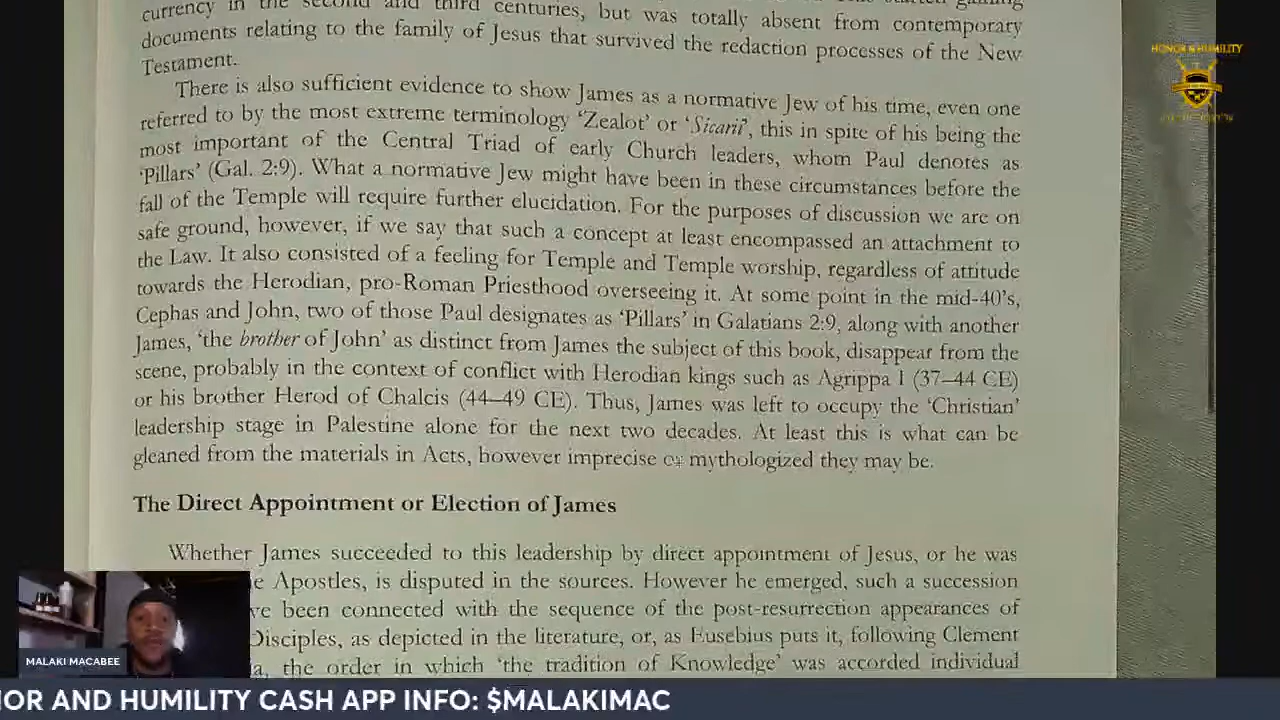 currency in the second and third centuries, but was totally absent from contemporary
documents relating to the family of Jesus that survived the redaction processes of the New
Testament.
There is also sufficient evidence to show James as a normative Jew of his time, even one
referred to by the most extreme terminology ‘Zealot’ or ‘Sicarii’, this in spite of his being the
most important of the Central Triad of early Church leaders, whom Paul denotes as
‘Pillars’ (Gal. 2:9). What a normative Jew might have been in these circumstances before the
fall of the Temple will require further elucidation. For the purposes of discussion we are on
safe ground, however, if we say that such a concept at least encompassed an attachment to
the Law. It also consisted of a feeling for Temple and Temple worship, regardless of attitude
towards the Herodian, pro-Roman Priesthood overseeing it. At some point in the mid-40’s,
Cephas and John, two of those Paul designates as ‘Pillars’ in Galatians 2:9, along with another
James, ‘the brother of John’ as distinct from James the subject of this book, disappear from the
scene, probably in the context of conflict with Herodian kings such as Agrippa I (37–44 CE)
or his brother Herod of Chalcis (44–49 CE). Thus, James was left to occupy the ‘Christian’
leadership stage in Palestine alone for the next two decades. At least this is what can be
gleaned from the materials in Acts, however imprecise or mythologized they may be.
The Direct Appointment or Election of James
Whether James succeeded to this leadership by direct appointment of Jesus, or he was
Apostles, is disputed in the sources. However he emerged, such a succession
been connected with the sequence of the post-resurrection appearances of
Disciples, as depicted in the literature, or, as Eusebius puts it, following Clement
the order in which ‘the tradition of Knowledge’ was accorded individual
HONOR & HUMILITY
MALAKI MACABEE
OR AND HUMILITY CASH APP INFO: $MALAKIMAC